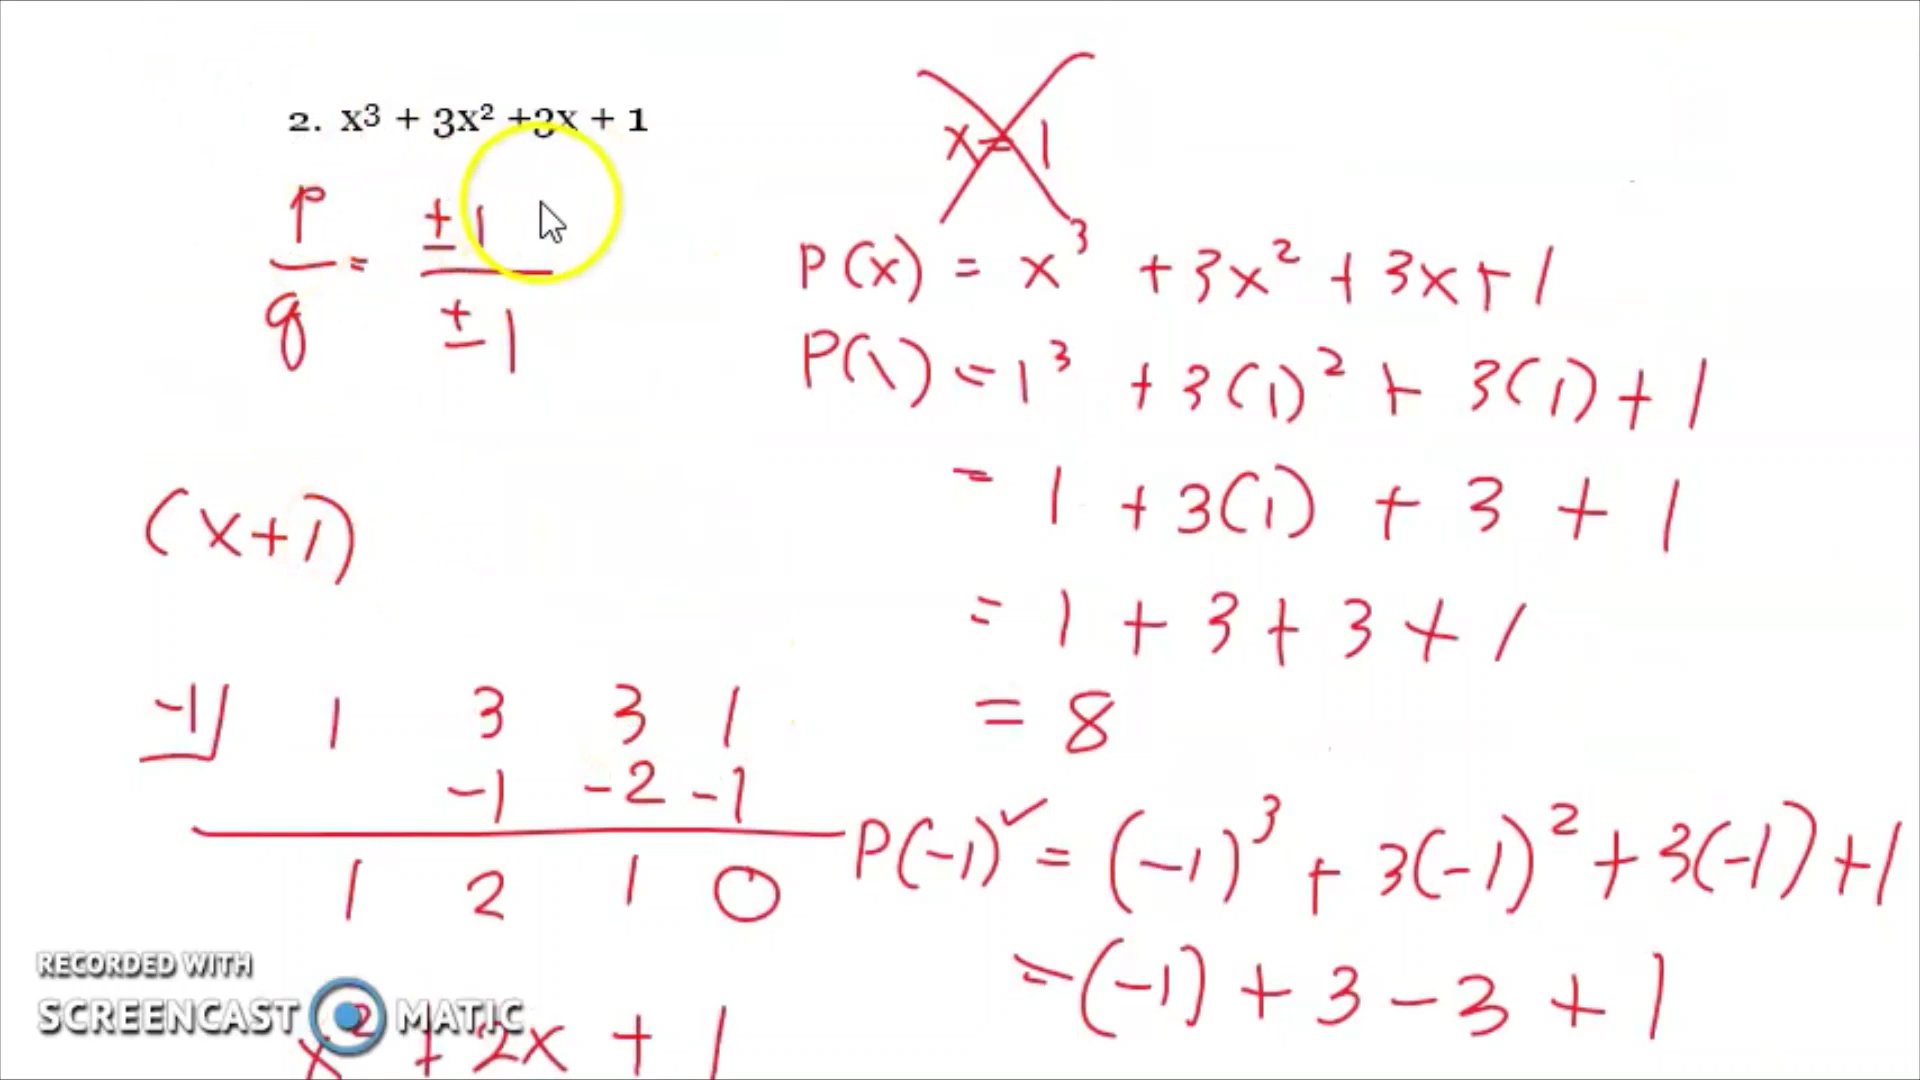 2. x³ + 3x² +3x + 1
p/q = ±1/±1
(x+1)
-1| 1 3 3 1
-1 -2 -1
1 2 1 0
x² + 2x + 1
x = 1
P(x) = x³ + 3x² + 3x + 1
P(1) = 1³ + 3(1)² + 3(1) + 1
= 1 + 3(1) + 3 + 1
= 1 + 3 + 3 + 1
= 8
P(-1)✓ = (-1)³ + 3(-1)² + 3(-1) + 1
= (-1) + 3 - 3 + 1
RECORDED WITH
SCREENCAST MATIC